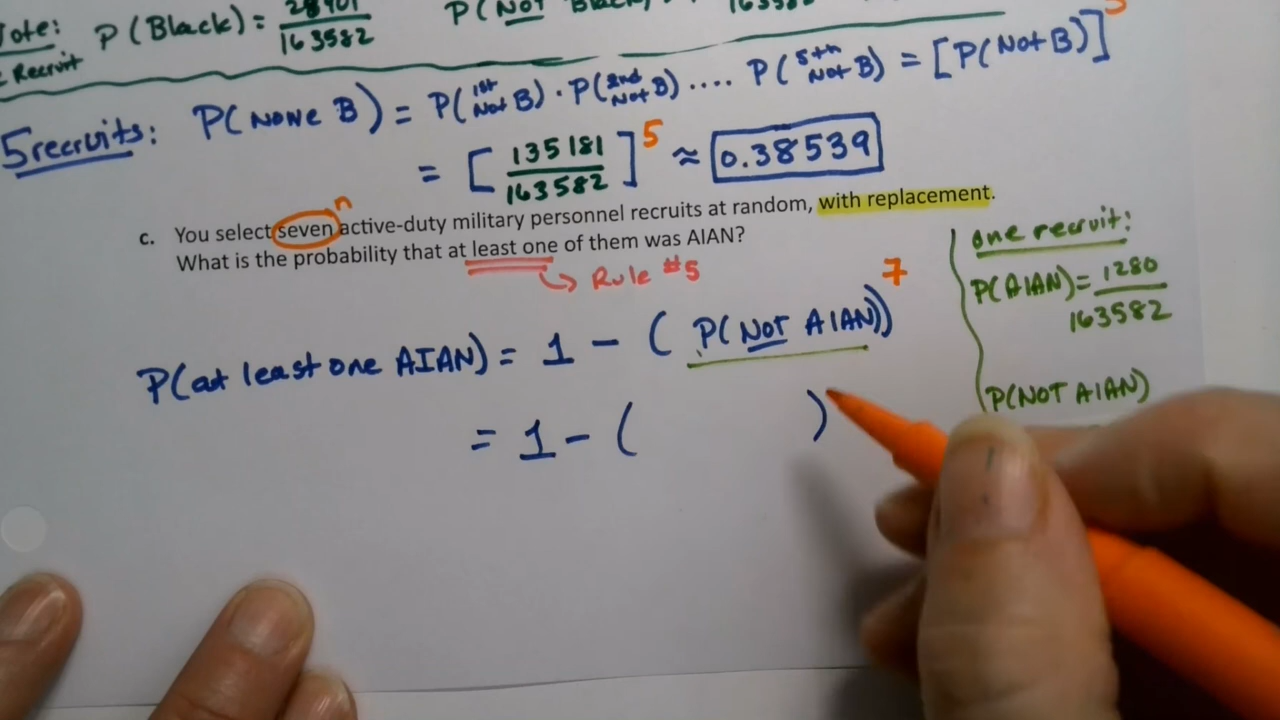 ote: P(Black) = 28401/163582 P(Not Black)
Recruit
5 recruits: P(NONE B) = P(1st Not B) · P(2nd Not B) .... P(5th Not B) = [P(Not B)]^5
= [135181/163582]^5 ≈ 0.38539
n
c. You select seven active-duty military personnel recruits at random, with replacement.
What is the probability that at least one of them was AIAN?
Rule #5
one recruit:
P(AIAN) = 1280/163582
P(at least one AIAN) = 1 - (P(Not AIAN))^7
P(NOT AIAN)
= 1 - ( )